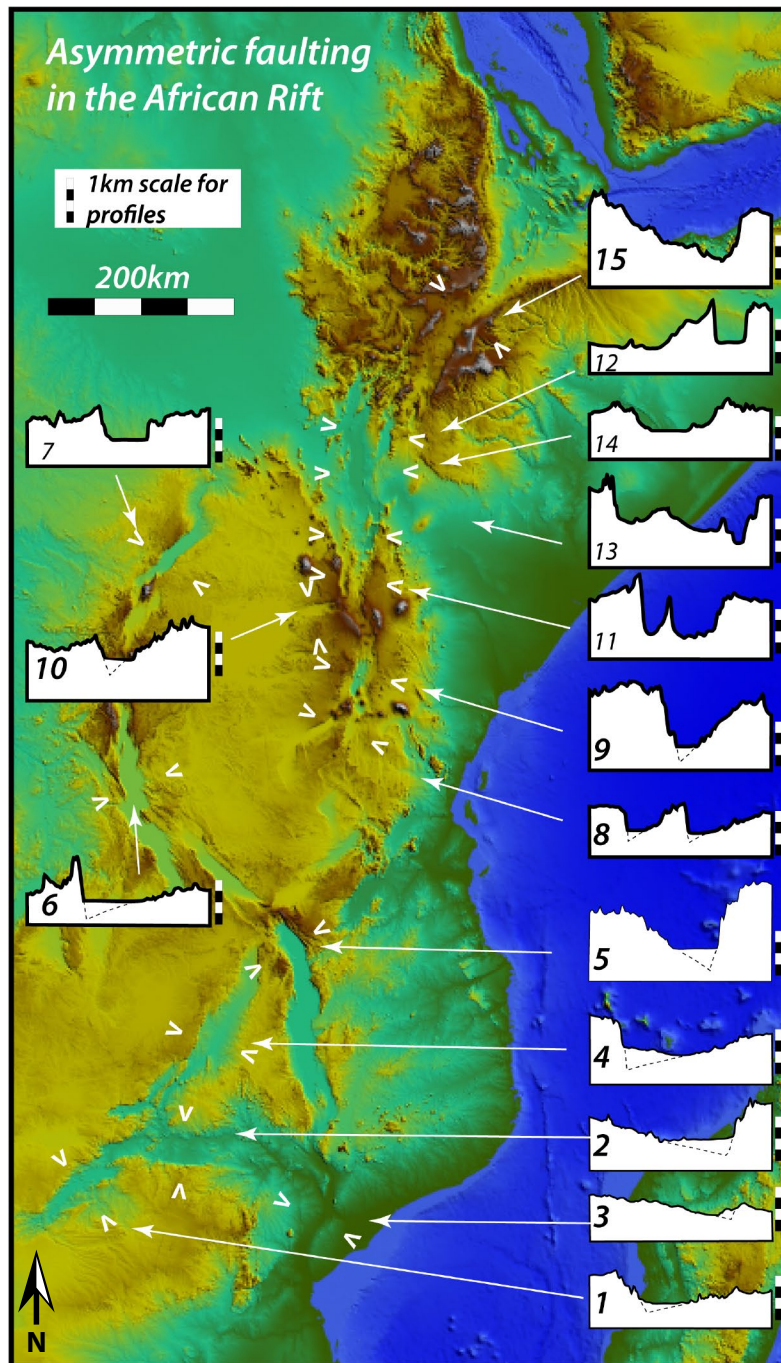 Asymmetric faulting
in the African Rift
1km scale for
profiles
200km
15
12
14
13
11
9
8
5
4
2
3
1
7
10
6
N